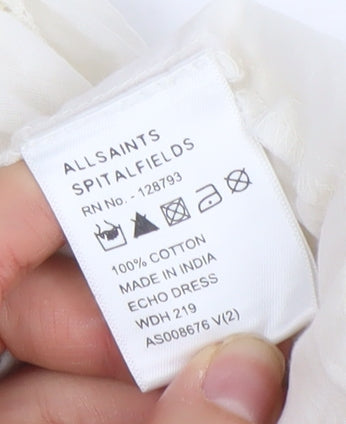 ALLSAINTS
SPITALFIELDS
RN No. - 128793
100% COTTON
MADE IN INDIA
ECHO DRESS
WDH 219
AS008676 V(2)